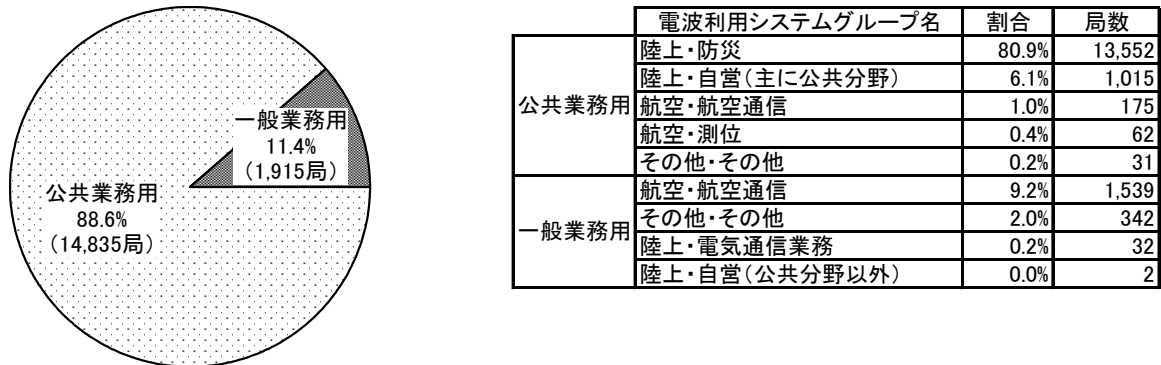 一般業務用
11.4%
（1,915局）
公共業務用
88.6%
（14,835局）
電波利用システムグループ名 割合 局数
公共業務用
陸上・防災 80.9% 13,552
陸上・自営（主に公共分野） 6.1% 1,015
航空・航空通信 1.0% 175
航空・測位 0.4% 62
その他・その他 0.2% 31
一般業務用
航空・航空通信 9.2% 1,539
その他・その他 2.0% 342
陸上・電気通信業務 0.2% 32
陸上・自営（公共分野以外） 0.0% 2